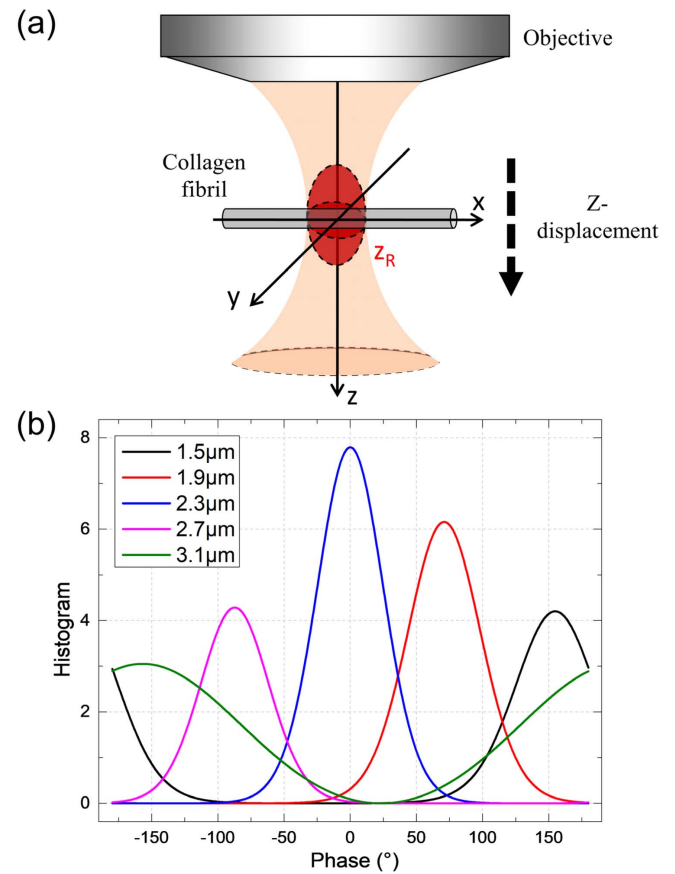 (a)
Objective
Collagen
fibril
x
Z-
displacement
zR
y
z
(b)
8
6
4
2
0
Histogram
1.5µm
1.9µm
2.3µm
2.7µm
3.1µm
-150 -100 -50 0 50 100 150
Phase (°)